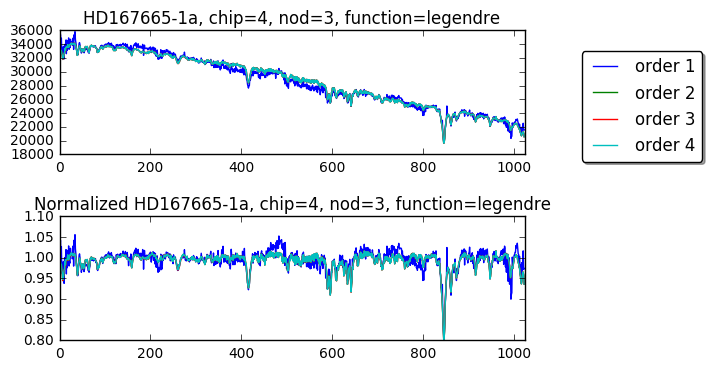 HD167665-1a, chip=4, nod=3, function=legendre
36000
34000
32000
30000
28000
26000
24000
22000
20000
18000
0 200 400 600 800 1000
order 1
order 2
order 3
order 4
Normalized HD167665-1a, chip=4, nod=3, function=legendre
1.10
1.05
1.00
0.95
0.90
0.85
0.80
0 200 400 600 800 1000